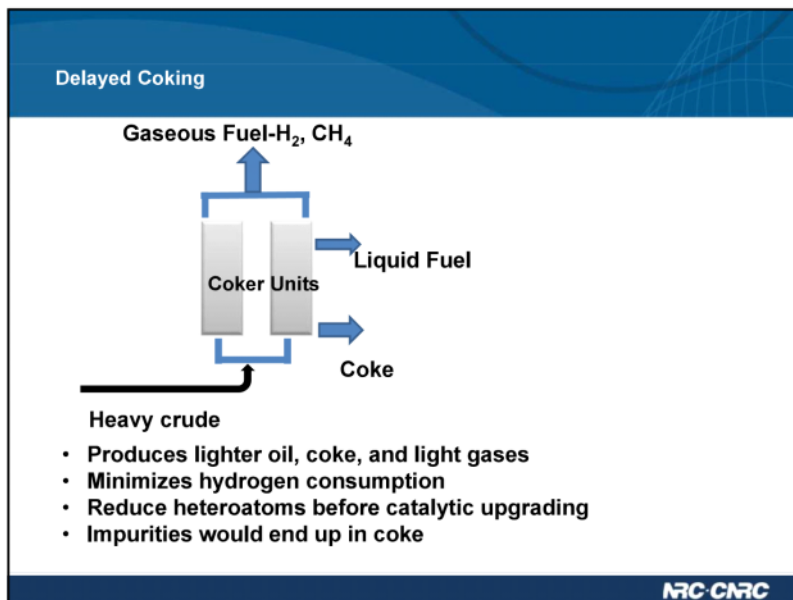 Delayed Coking
Gaseous Fuel-H₂, CH₄
Liquid Fuel
Coker Units
Coke
Heavy crude
• Produces lighter oil, coke, and light gases
• Minimizes hydrogen consumption
• Reduce heteroatoms before catalytic upgrading
• Impurities would end up in coke
NRC·CNRC